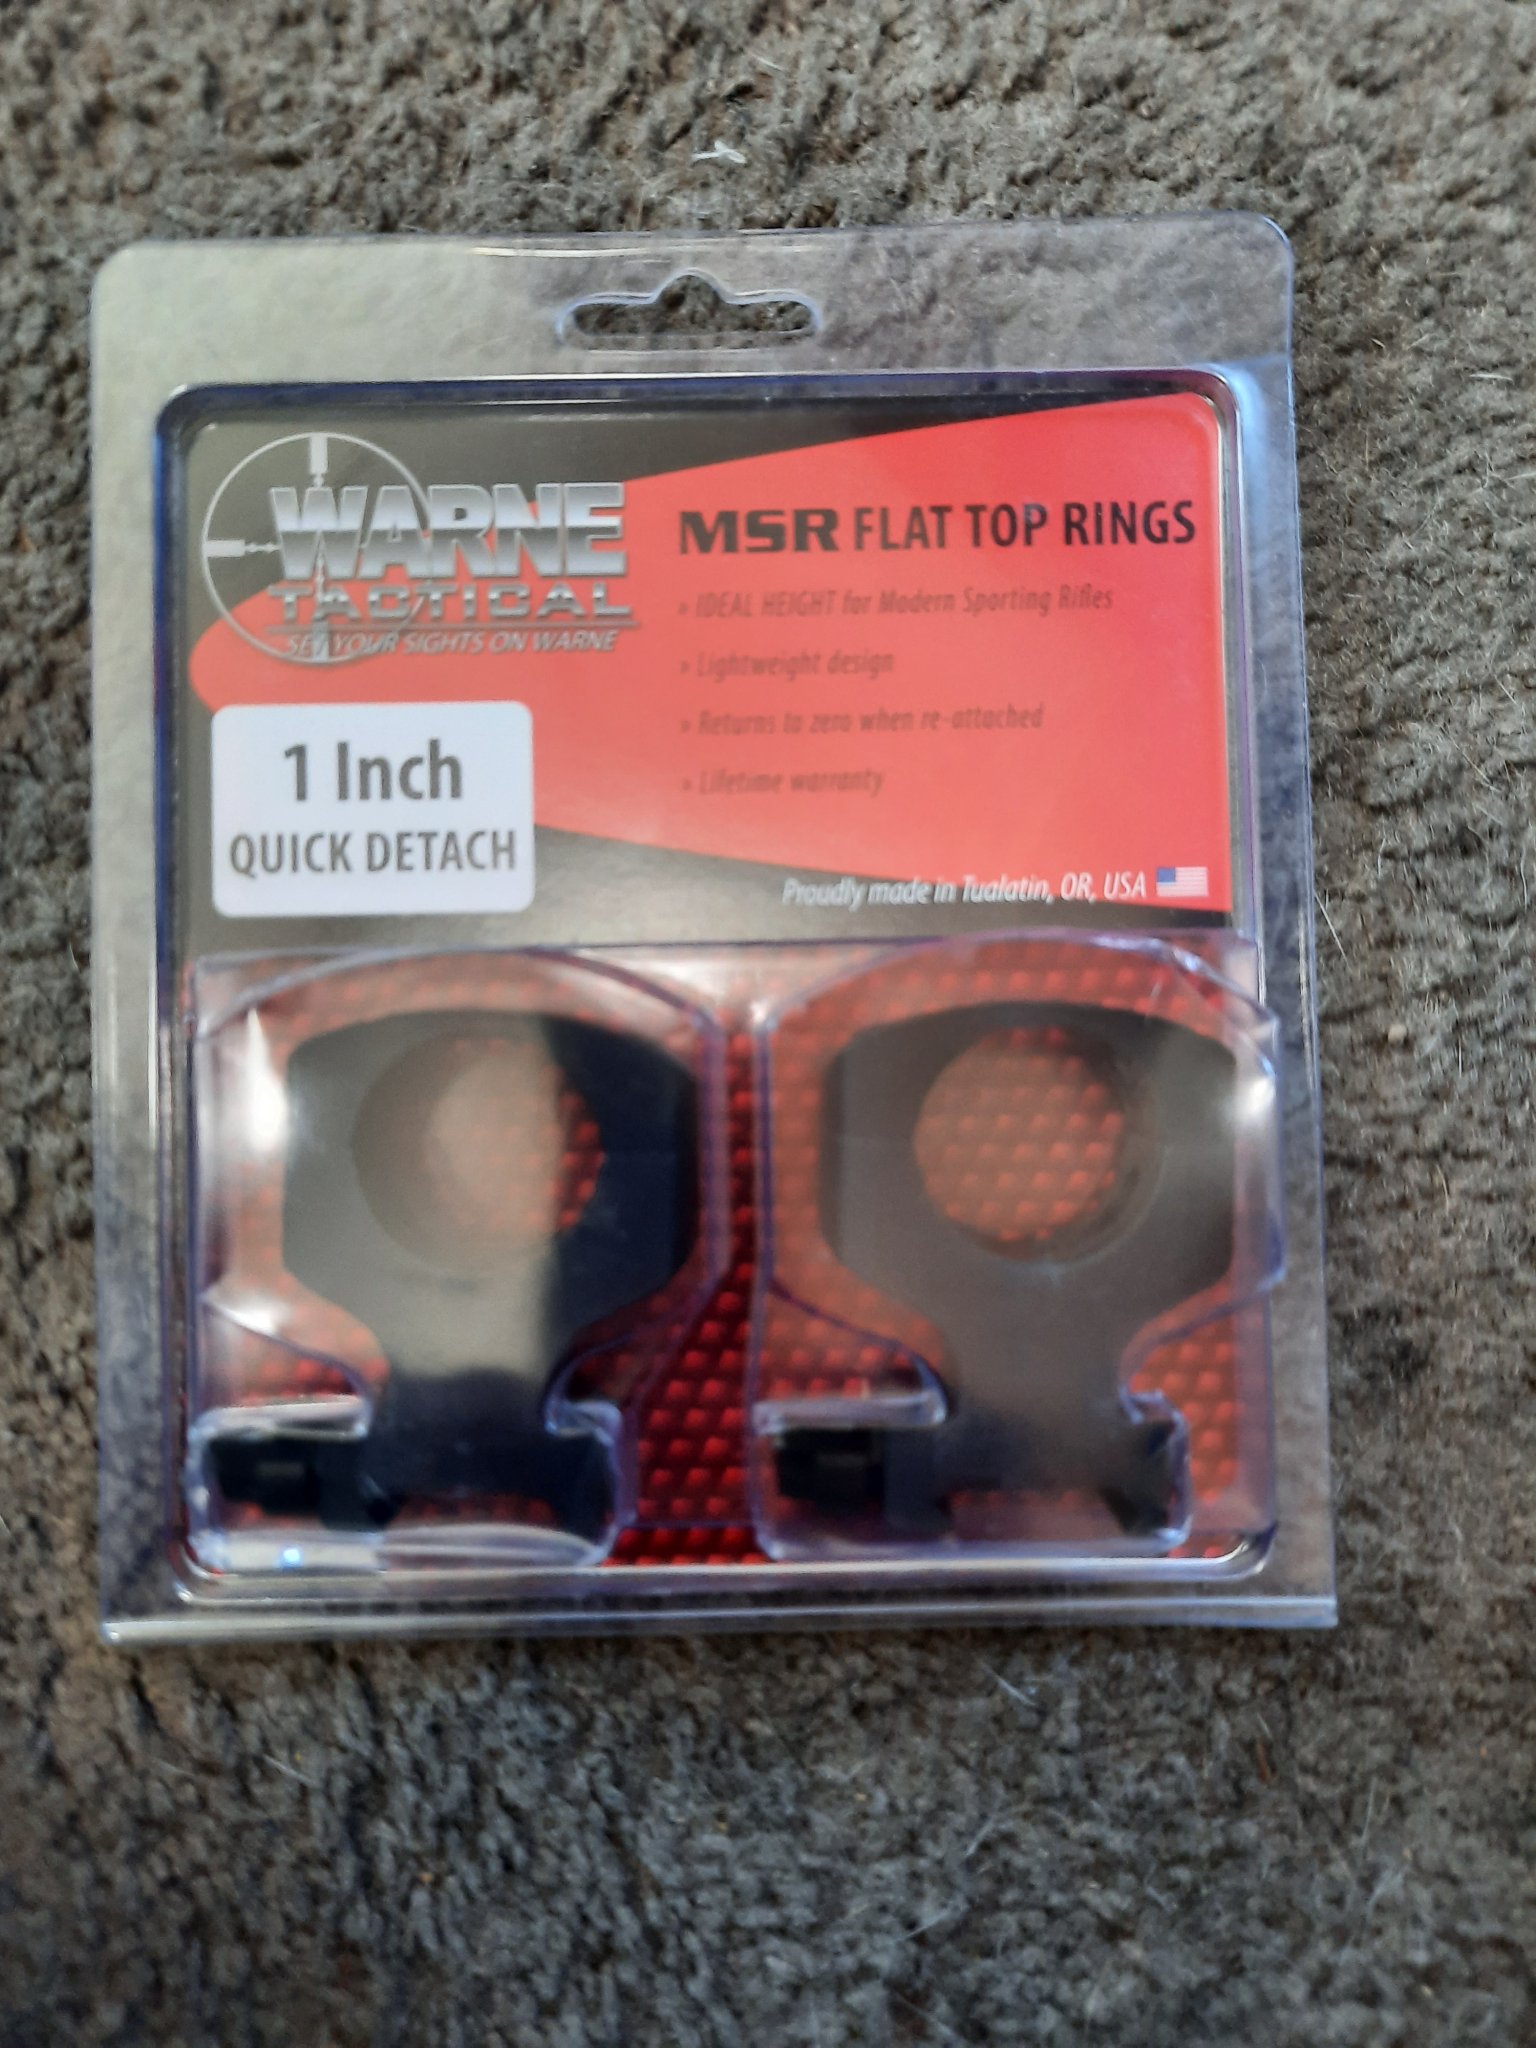 WARNE
TACTICAL
SET YOUR SIGHTS ON WARNE
MSR FLAT TOP RINGS
» IDEAL HEIGHT for Modern Sporting Rifles
» Lightweight design
» Returns to zero when re-attached
» Lifetime warranty
1 Inch
QUICK DETACH
Proudly made in Tualatin, OR, USA